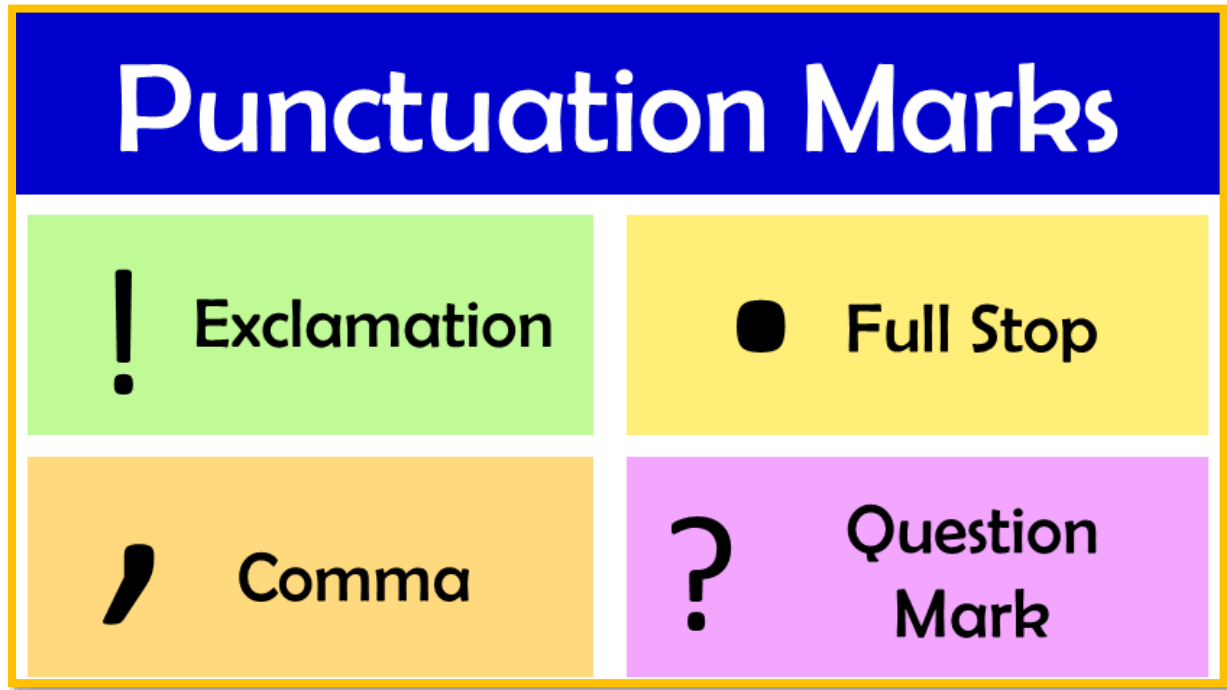 Punctuation Marks
! Exclamation
. Full Stop
, Comma
? Question
Mark